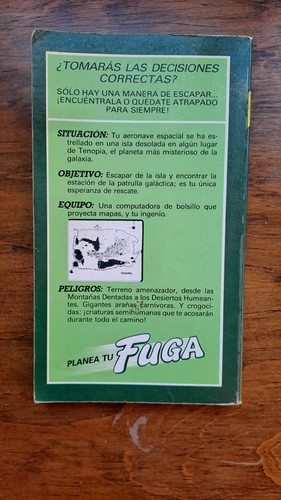 ¿TOMARÁS LAS DECISIONES
CORRECTAS?
SÓLO HAY UNA MANERA DE ESCAPAR...
¡ENCUÉNTRALA O QUÉDATE ATRAPADO
PARA SIEMPRE!
SITUACIÓN: Tu aeronave espacial se ha es-
trellado en una isla desolada en algún lugar
de Tenopia, el planeta más misterioso de la
galaxia.
OBJETIVO: Escapar de la isla y encontrar la
estación de la patrulla galáctica; es tu única
esperanza de rescate.
EQUIPO: Una computadora de bolsillo que
proyecta mapas, y tu ingenio.
PELIGROS: Terreno amenazador, desde las
Montañas Dentadas a los Desiertos Humean-
tes. Gigantes arañas carnívoras. Y crogoci-
das: ¡criaturas semihumanas que te acosarán
durante todo el camino!
PLANEA TU FUGA